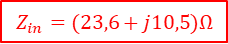 Z_in = (23,6 + j10,5)Ω